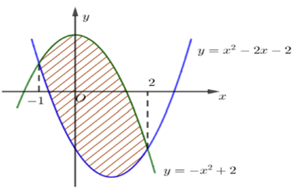 y
y = x² − 2x − 2
−1
O
2
x
y = −x² + 2